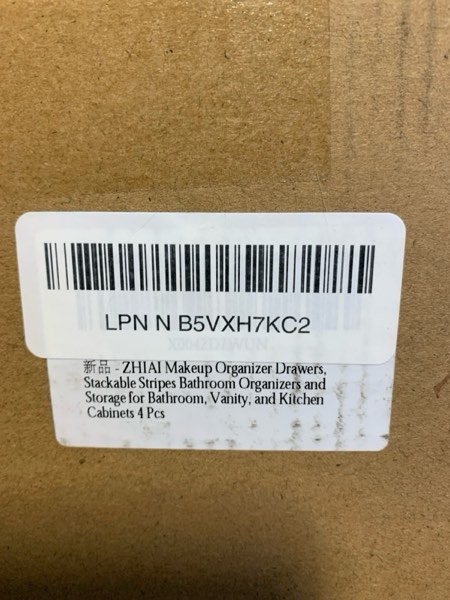 LPN N B5VXH7KC2
新品 - ZHIAI Makeup Organizer Drawers,
Stackable Stripes Bathroom Organizers and
Storage for Bathroom, Vanity, and Kitchen
Cabinets 4 Pcs